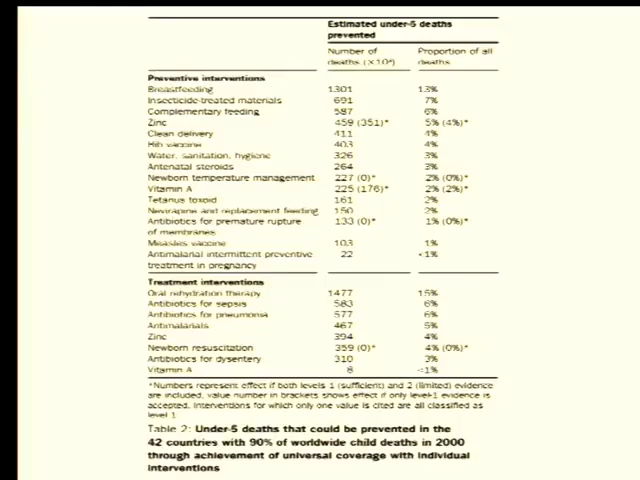 Estimated under-5 deaths
prevented
Number of Proportion of all
deaths (×10³) deaths
Preventive interventions
Breastfeeding 1301 13%
Insecticide-treated materials 691 7%
Complementary feeding 587 6%
Zinc 459 (351)* 5% (4%)*
Clean delivery 411 4%
Hib vaccine 403 4%
Water, sanitation, hygiene 326 3%
Antenatal steroids 264 3%
Newborn temperature management 227 (0)* 2% (0%)*
Vitamin A 225 (176)* 2% (2%)*
Tetanus toxoid 161 2%
Nevirapine and replacement feeding 150 2%
Antibiotics for premature rupture 133 (0)* 1% (0%)*
of membranes
Measles vaccine 103 1%
Antimalarial intermittent preventive 22 <1%
treatment in pregnancy
Treatment interventions
Oral rehydration therapy 1477 15%
Antibiotics for sepsis 583 6%
Antibiotics for pneumonia 577 6%
Antimalarials 467 5%
Zinc 394 4%
Newborn resuscitation 359 (0)* 4% (0%)*
Antibiotics for dysentery 310 3%
Vitamin A 8 <1%
*Numbers represent effect if both levels 1 (sufficient) and 2 (limited) evidence
are included, value number in brackets shows effect if only level-1 evidence is
accepted. Interventions for which only one value is cited are all classified as
level 1
Table 2: Under-5 deaths that could be prevented in the
42 countries with 90% of worldwide child deaths in 2000
through achievement of universal coverage with individual
interventions